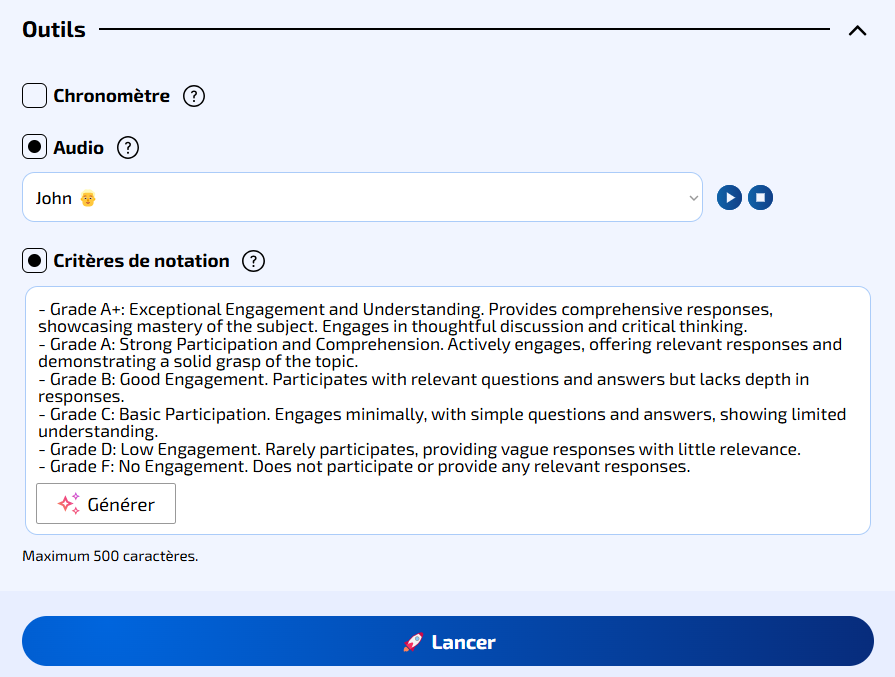 Outils
Chronomètre ?
Audio ?
John
Critères de notation ?
- Grade A+: Exceptional Engagement and Understanding. Provides comprehensive responses,
showcasing mastery of the subject. Engages in thoughtful discussion and critical thinking.
- Grade A: Strong Participation and Comprehension. Actively engages, offering relevant responses and
demonstrating a solid grasp of the topic.
- Grade B: Good Engagement. Participates with relevant questions and answers but lacks depth in
responses.
- Grade C: Basic Participation. Engages minimally, with simple questions and answers, showing limited
understanding.
- Grade D: Low Engagement. Rarely participates, providing vague responses with little relevance.
- Grade F: No Engagement. Does not participate or provide any relevant responses.
Générer
Maximum 500 caractères.
Lancer